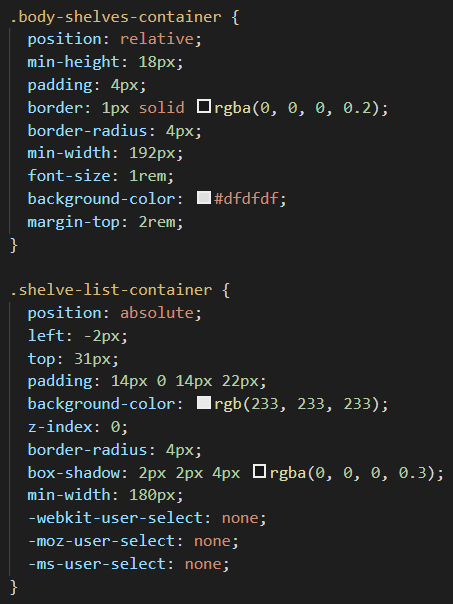 .body-shelves-container {
position: relative;
min-height: 18px;
padding: 4px;
border: 1px solid rgba(0, 0, 0, 0.2);
border-radius: 4px;
min-width: 192px;
font-size: 1rem;
background-color: #dfdfdf;
margin-top: 2rem;
}
.shelve-list-container {
position: absolute;
left: -2px;
top: 31px;
padding: 14px 0 14px 22px;
background-color: rgb(233, 233, 233);
z-index: 0;
border-radius: 4px;
box-shadow: 2px 2px 4px rgba(0, 0, 0, 0.3);
min-width: 180px;
-webkit-user-select: none;
-moz-user-select: none;
-ms-user-select: none;
}